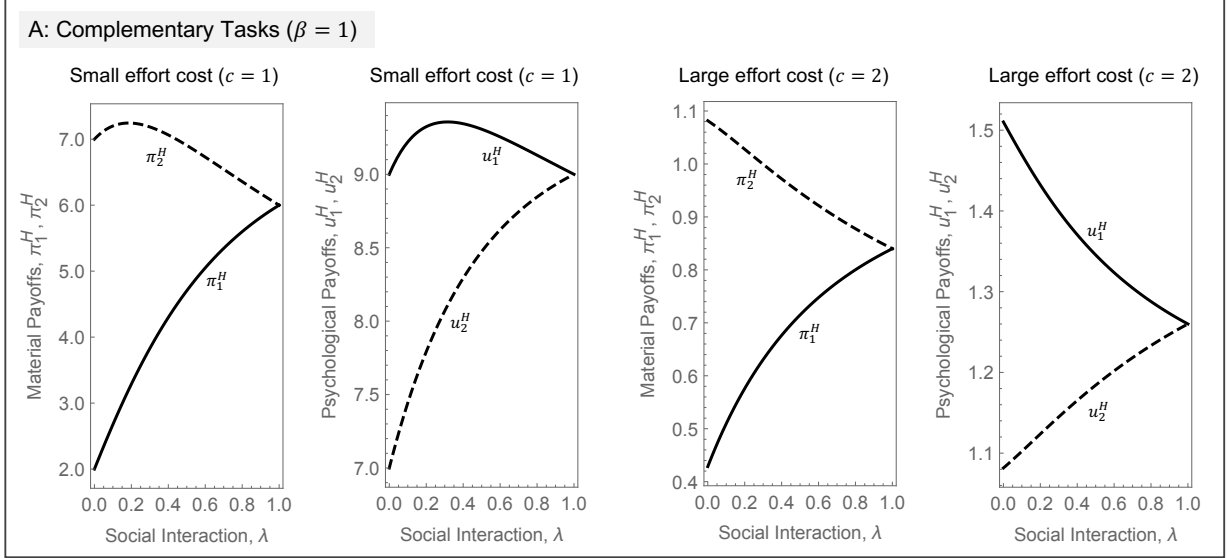 A: Complementary Tasks (β = 1)
Small effort cost (c = 1)
Material Payoffs, π₁ᴴ, π₂ᴴ
7.0
6.0
5.0
4.0
3.0
2.0
π₂ᴴ
π₁ᴴ
0.0 0.2 0.4 0.6 0.8 1.0
Social Interaction, λ
Small effort cost (c = 1)
Psychological Payoffs, u₁ᴴ, u₂ᴴ
9.0
8.5
8.0
7.5
7.0
u₁ᴴ
u₂ᴴ
0.0 0.2 0.4 0.6 0.8 1.0
Social Interaction, λ
Large effort cost (c = 2)
Material Payoffs, π₁ᴴ, π₂ᴴ
1.1
1.0
0.9
0.8
0.7
0.6
0.5
0.4
π₂ᴴ
π₁ᴴ
0.0 0.2 0.4 0.6 0.8 1.0
Social Interaction, λ
Large effort cost (c = 2)
Psychological Payoffs, u₁ᴴ, u₂ᴴ
1.5
1.4
1.3
1.2
1.1
u₁ᴴ
u₂ᴴ
0.0 0.2 0.4 0.6 0.8 1.0
Social Interaction, λ